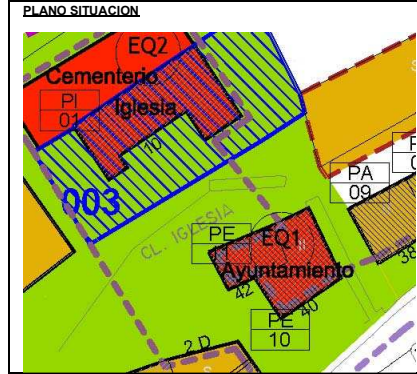 PLANO SITUACION
EQ2
Cementerio
PI
01
Iglesia
10
003
CL. IGLESIA
PA
09
PE
EQ1
Ayuntamiento
42
40
38
PE
10
2 D